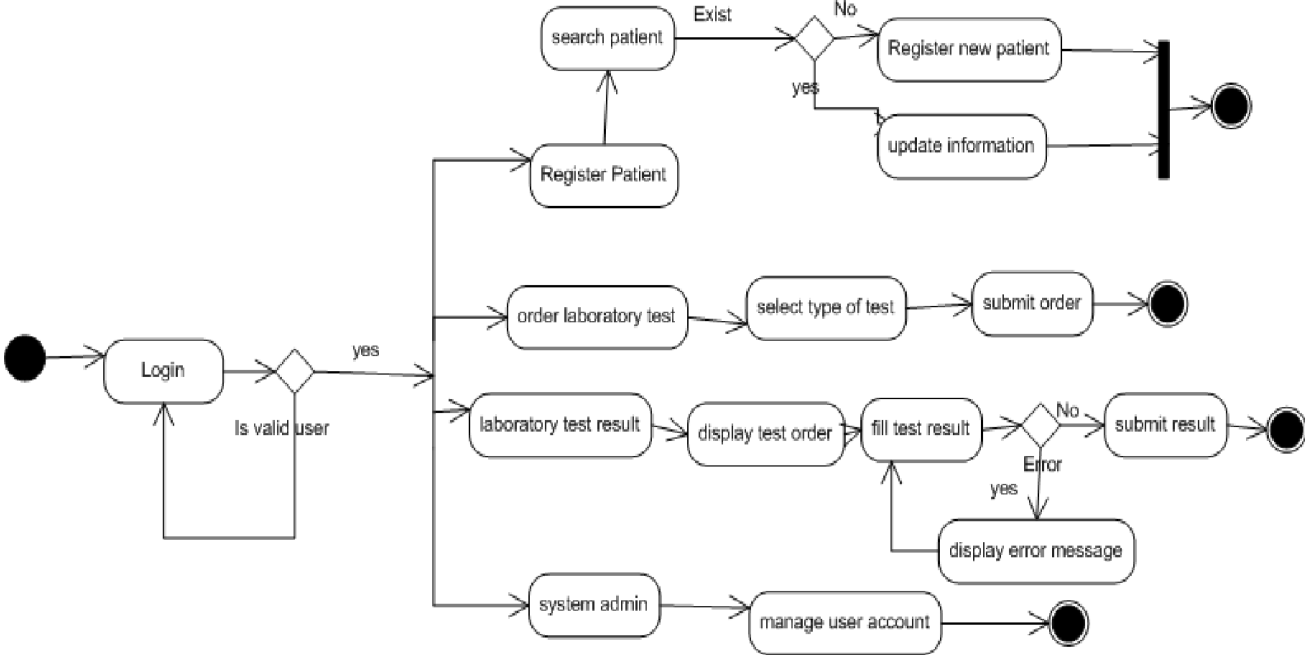 Exist
No
search patient
Register new patient
yes
update information
Register Patient
order laboratory test
select type of test
submit order
Login
yes
Is valid user
laboratory test result
display test order
fill test result
No
submit result
Error
yes
display error message
system admin
manage user account